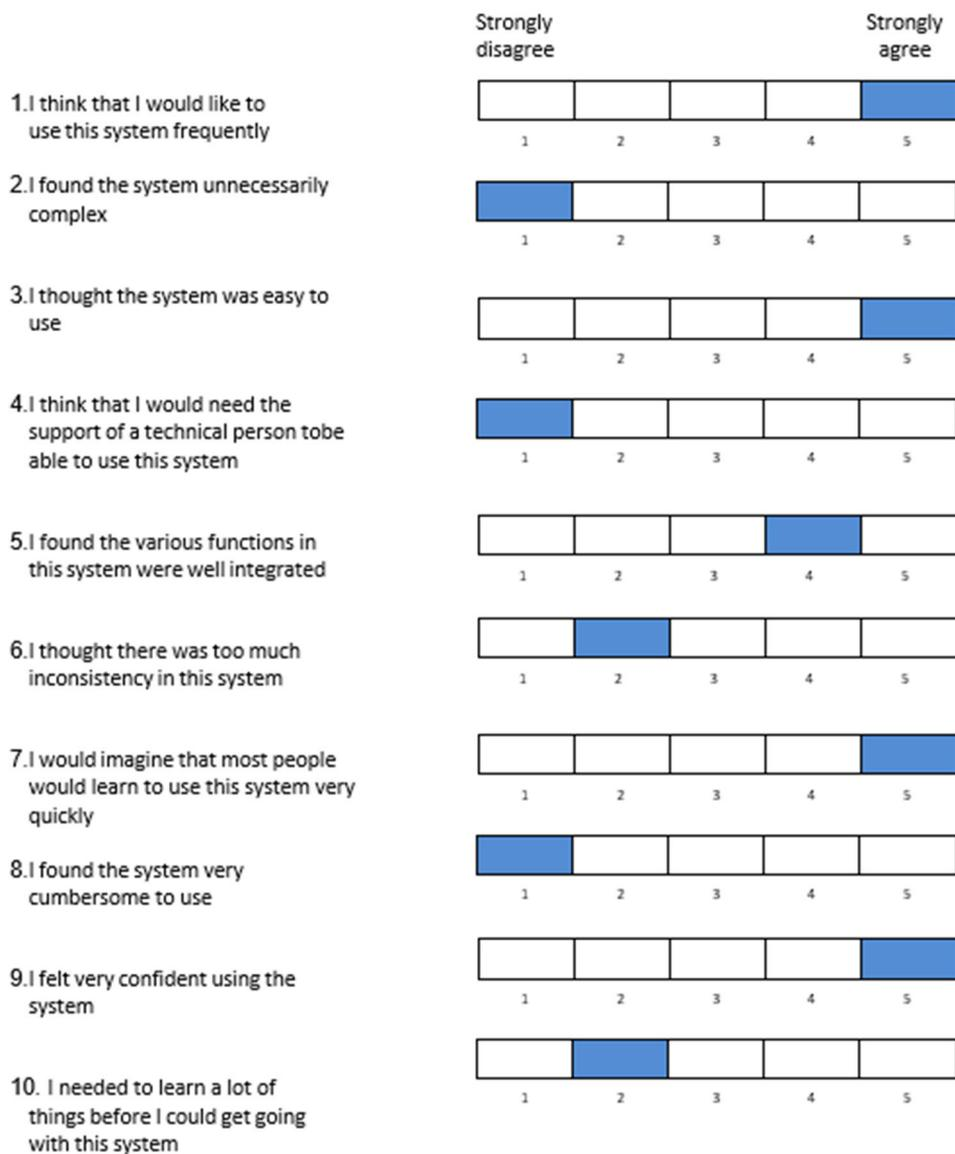 Strongly disagree
Strongly agree
1.I think that I would like to
use this system frequently
1 2 3 4 5
2.I found the system unnecessarily
complex
1 2 3 4 5
3.I thought the system was easy to
use
1 2 3 4 5
4.I think that I would need the
support of a technical person tobe
able to use this system
1 2 3 4 5
5.I found the various functions in
this system were well integrated
1 2 3 4 5
6.I thought there was too much
inconsistency in this system
1 2 3 4 5
7.I would imagine that most people
would learn to use this system very
quickly
1 2 3 4 5
8.I found the system very
cumbersome to use
1 2 3 4 5
9.I felt very confident using the
system
1 2 3 4 5
10. I needed to learn a lot of
things before I could get going
with this system
1 2 3 4 5